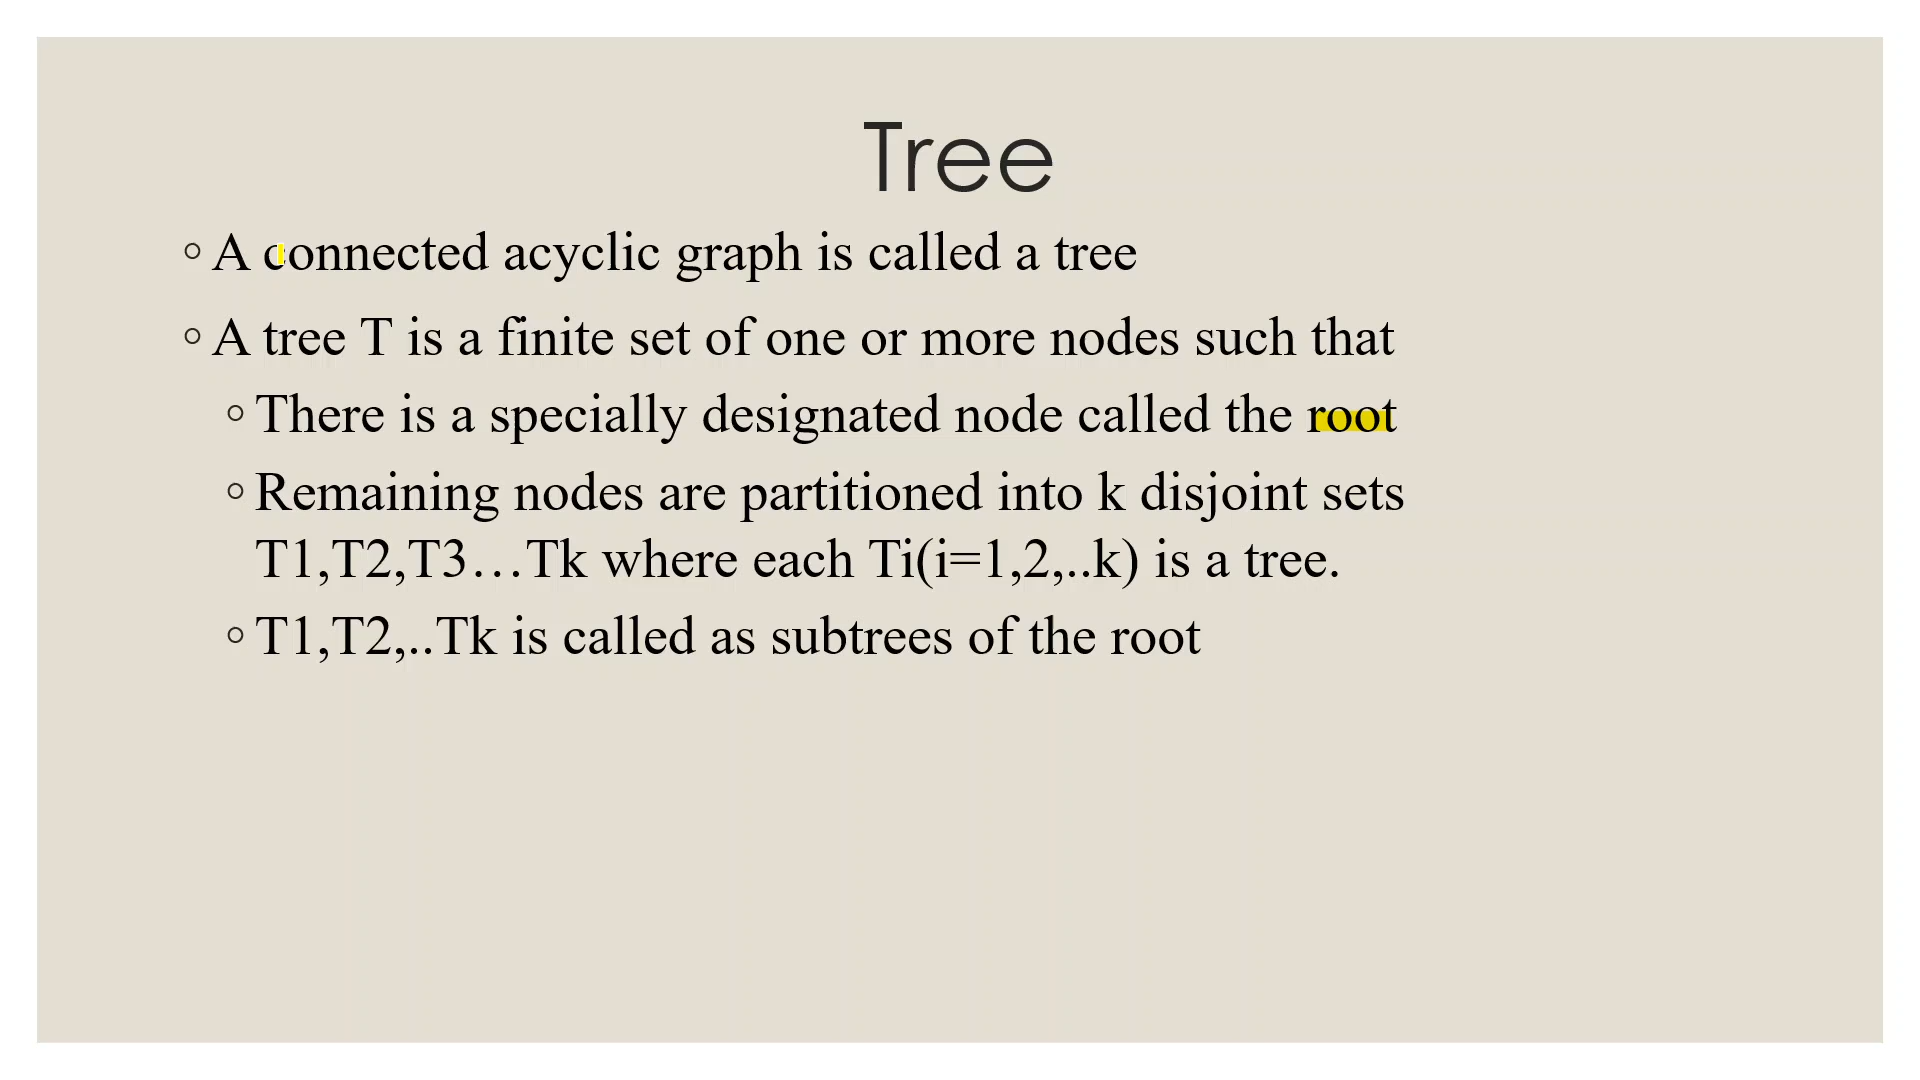 Tree
◦ A connected acyclic graph is called a tree
◦ A tree T is a finite set of one or more nodes such that
◦ There is a specially designated node called the root
◦ Remaining nodes are partitioned into k disjoint sets
T1,T2,T3…Tk where each Ti(i=1,2,..k) is a tree.
◦ T1,T2,..Tk is called as subtrees of the root